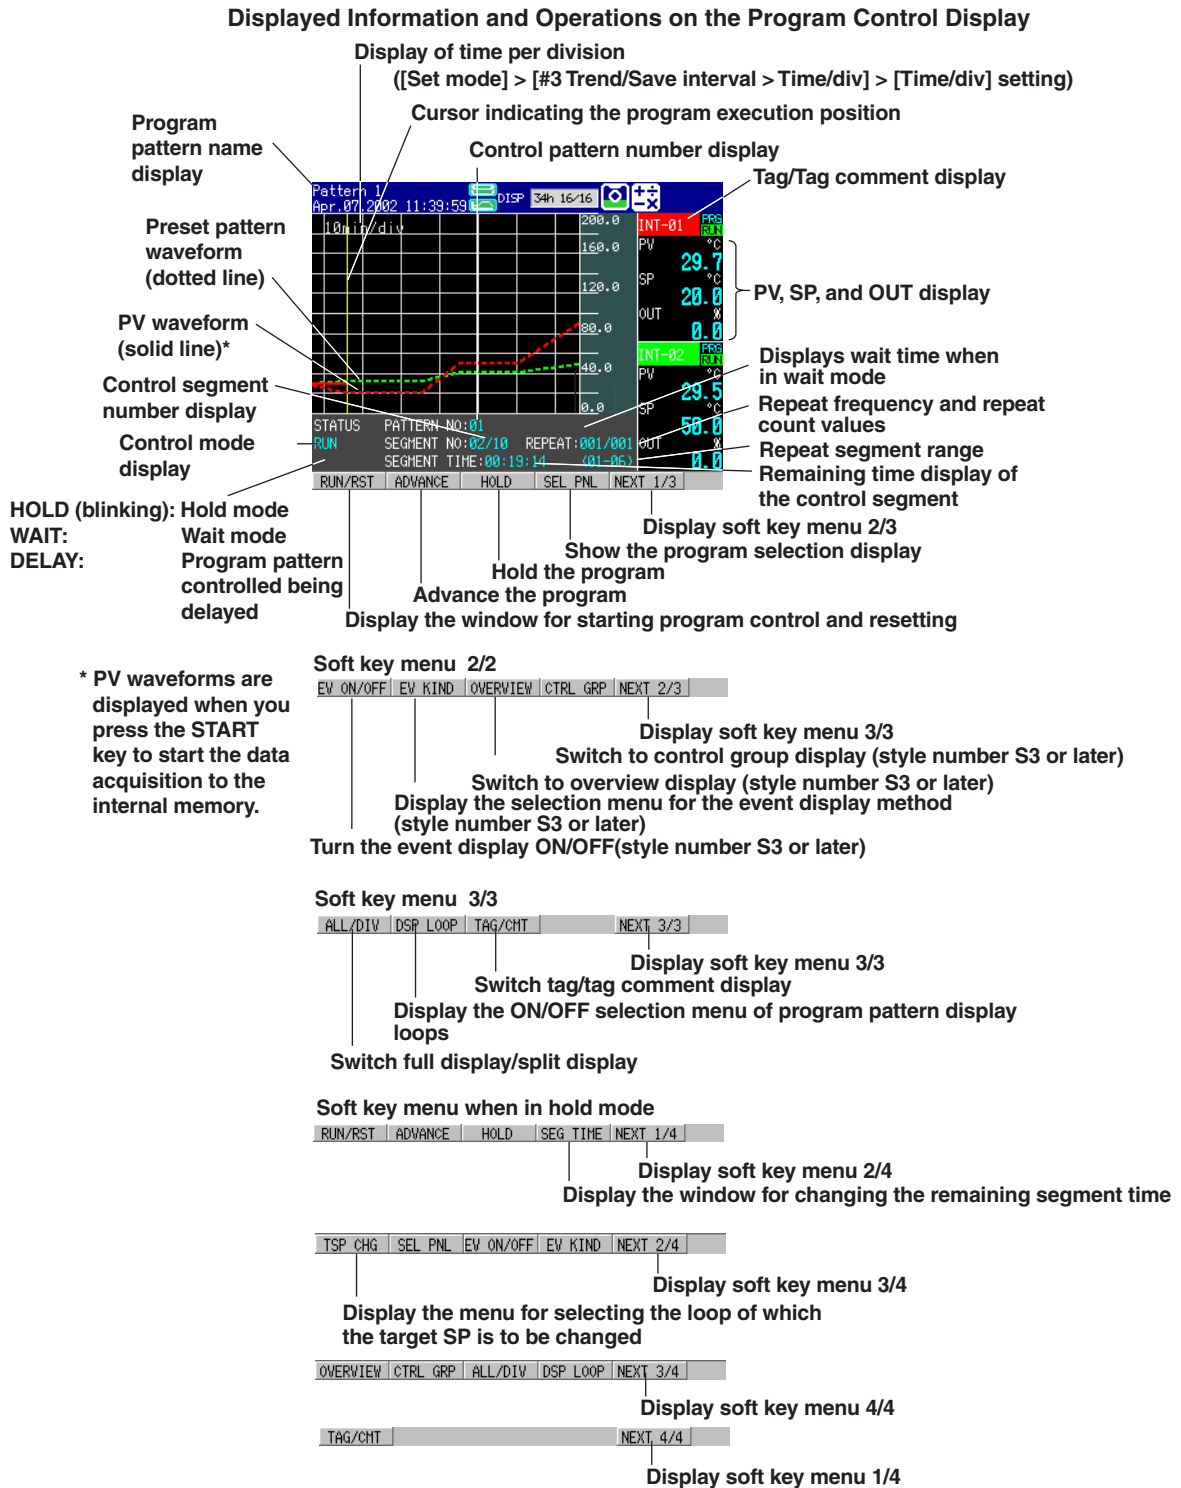 Displayed Information and Operations on the Program Control Display
Display of time per division
([Set mode] > [#3 Trend/Save interval > Time/div] > [Time/div] setting)
Cursor indicating the program execution position
Program
pattern name
display
Control pattern number display
Tag/Tag comment display
Pattern 1
Apr.07.2002 11:39:59
DISP
34h 16/16
10min/div
200.0
160.0
120.0
80.0
40.0
0.0
INT-01
PRG
RUN
PV
°C
29.7
SP
°C
20.0
OUT
%
0.0
INT-02
PRG
RUN
PV
°C
29.5
SP
°C
50.0
OUT
%
0.0
Preset pattern
waveform
(dotted line)
PV waveform
(solid line)*
Control segment
number display
Control mode
display
PV, SP, and OUT display
Displays wait time when
in wait mode
Repeat frequency and repeat
count values
Repeat segment range
Remaining time display of
the control segment
STATUS PATTERN NO:01
RUN SEGMENT NO:02/10 REPEAT:001/001
SEGMENT TIME:00:19:14 (01-06)
RUN/RST ADVANCE HOLD SEL PNL NEXT 1/3
HOLD (blinking): Hold mode
WAIT: Wait mode
DELAY: Program pattern
controlled being
delayed
Display soft key menu 2/3
Show the program selection display
Hold the program
Advance the program
Display the window for starting program control and resetting
* PV waveforms are
displayed when you
press the START
key to start the data
acquisition to the
internal memory.
Soft key menu 2/2
EV ON/OFF EV KIND OVERVIEW CTRL GRP NEXT 2/3
Display soft key menu 3/3
Switch to control group display (style number S3 or later)
Switch to overview display (style number S3 or later)
Display the selection menu for the event display method
(style number S3 or later)
Turn the event display ON/OFF(style number S3 or later)
Soft key menu 3/3
ALL/DIV DSP LOOP TAG/CMT NEXT 3/3
Display soft key menu 3/3
Switch tag/tag comment display
Display the ON/OFF selection menu of program pattern display
loops
Switch full display/split display
Soft key menu when in hold mode
RUN/RST ADVANCE HOLD SEG TIME NEXT 1/4
Display soft key menu 2/4
Display the window for changing the remaining segment time
TSP CHG SEL PNL EV ON/OFF EV KIND NEXT 2/4
Display soft key menu 3/4
Display the menu for selecting the loop of which
the target SP is to be changed
OVERVIEW CTRL GRP ALL/DIV DSP LOOP NEXT 3/4
Display soft key menu 4/4
TAG/CMT NEXT 4/4
Display soft key menu 1/4